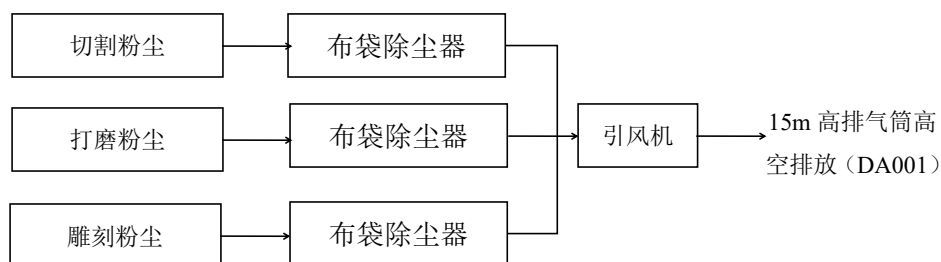 切割粉尘
布袋除尘器
打磨粉尘
布袋除尘器
引风机
15m 高排气筒高
空排放（DA001）
雕刻粉尘
布袋除尘器